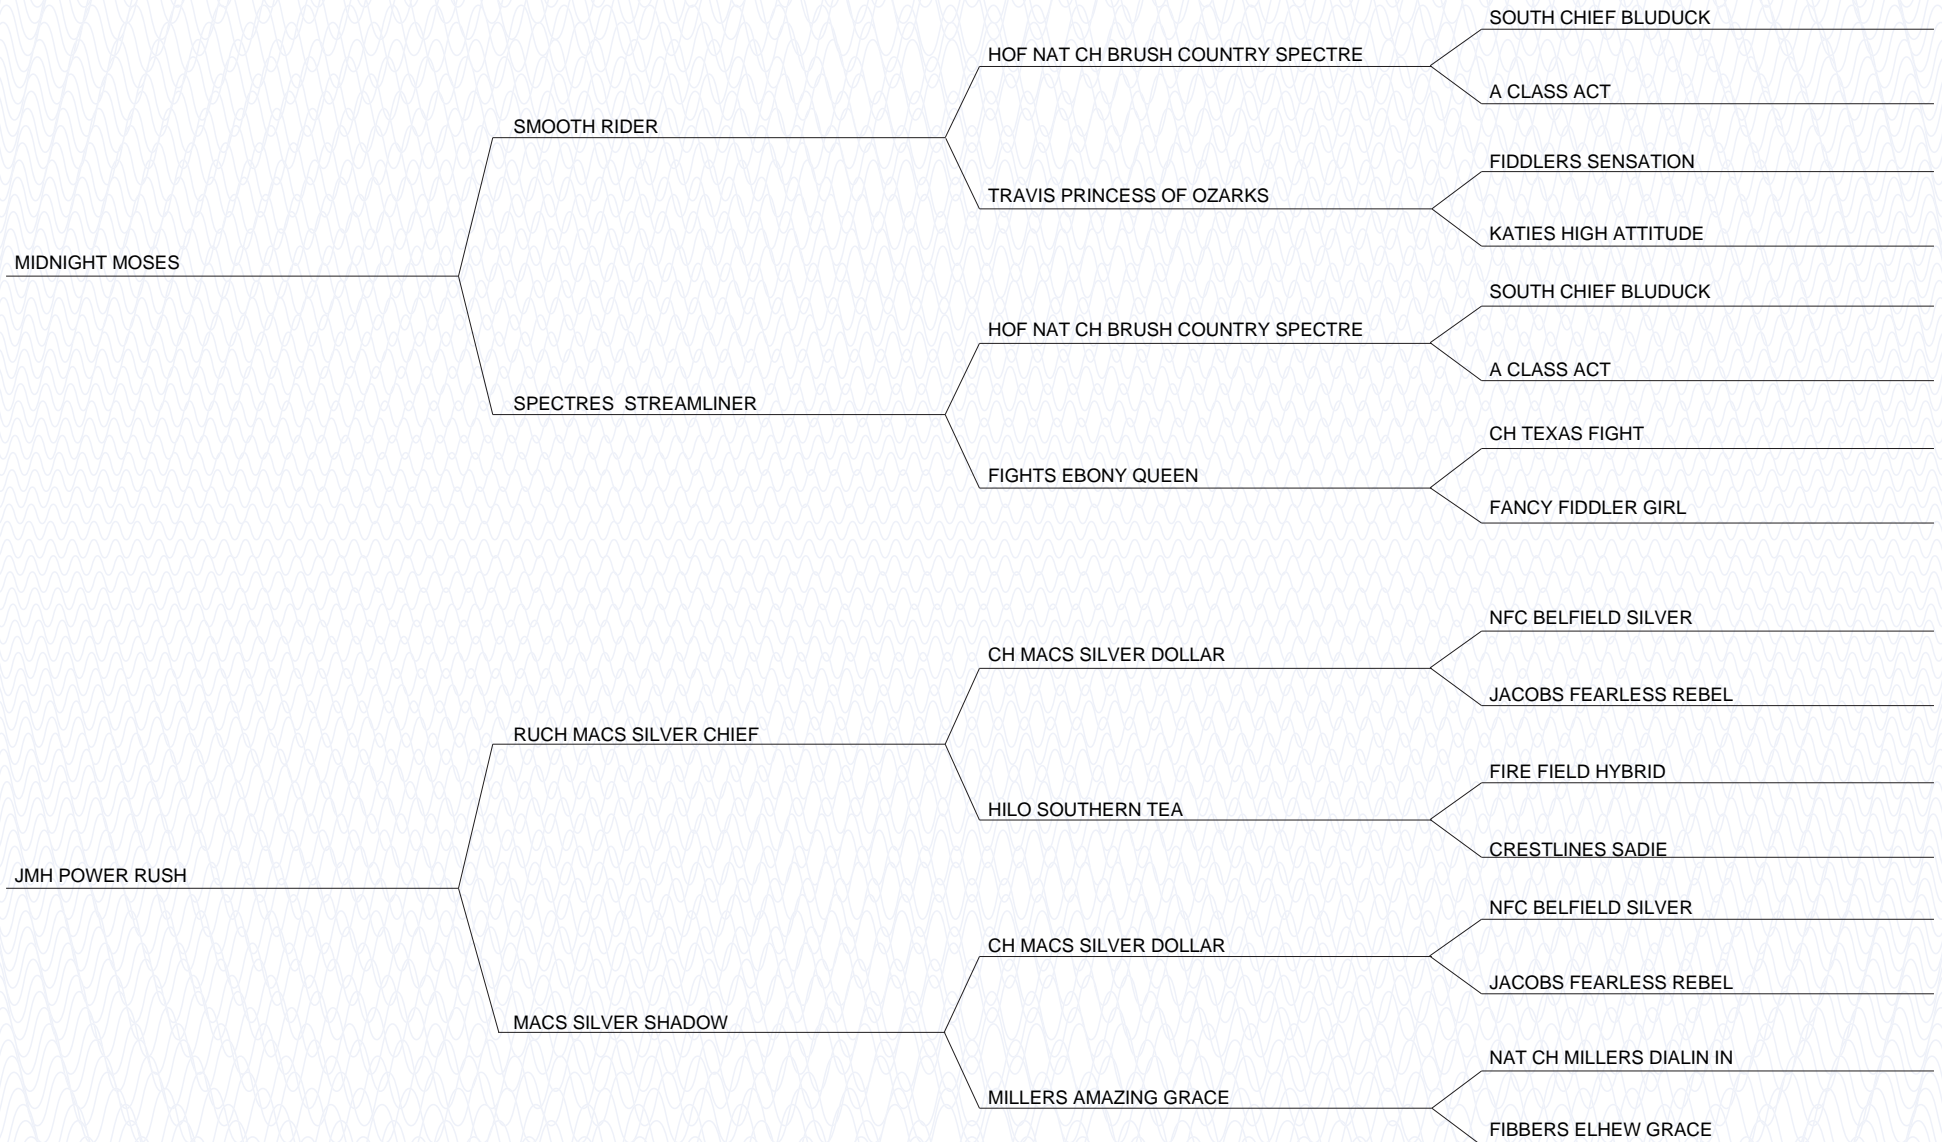 SOUTH CHIEF BLUDUCK
HOF NAT CH BRUSH COUNTRY SPECTRE
A CLASS ACT
SMOOTH RIDER
FIDDLERS SENSATION
TRAVIS PRINCESS OF OZARKS
KATIES HIGH ATTITUDE
MIDNIGHT MOSES
SOUTH CHIEF BLUDUCK
HOF NAT CH BRUSH COUNTRY SPECTRE
A CLASS ACT
SPECTRES  STREAMLINER
CH TEXAS FIGHT
FIGHTS EBONY QUEEN
FANCY FIDDLER GIRL
NFC BELFIELD SILVER
CH MACS SILVER DOLLAR
JACOBS FEARLESS REBEL
RUCH MACS SILVER CHIEF
FIRE FIELD HYBRID
HILO SOUTHERN TEA
CRESTLINES SADIE
JMH POWER RUSH
NFC BELFIELD SILVER
CH MACS SILVER DOLLAR
JACOBS FEARLESS REBEL
MACS SILVER SHADOW
NAT CH MILLERS DIALIN IN
MILLERS AMAZING GRACE
FIBBERS ELHEW GRACE